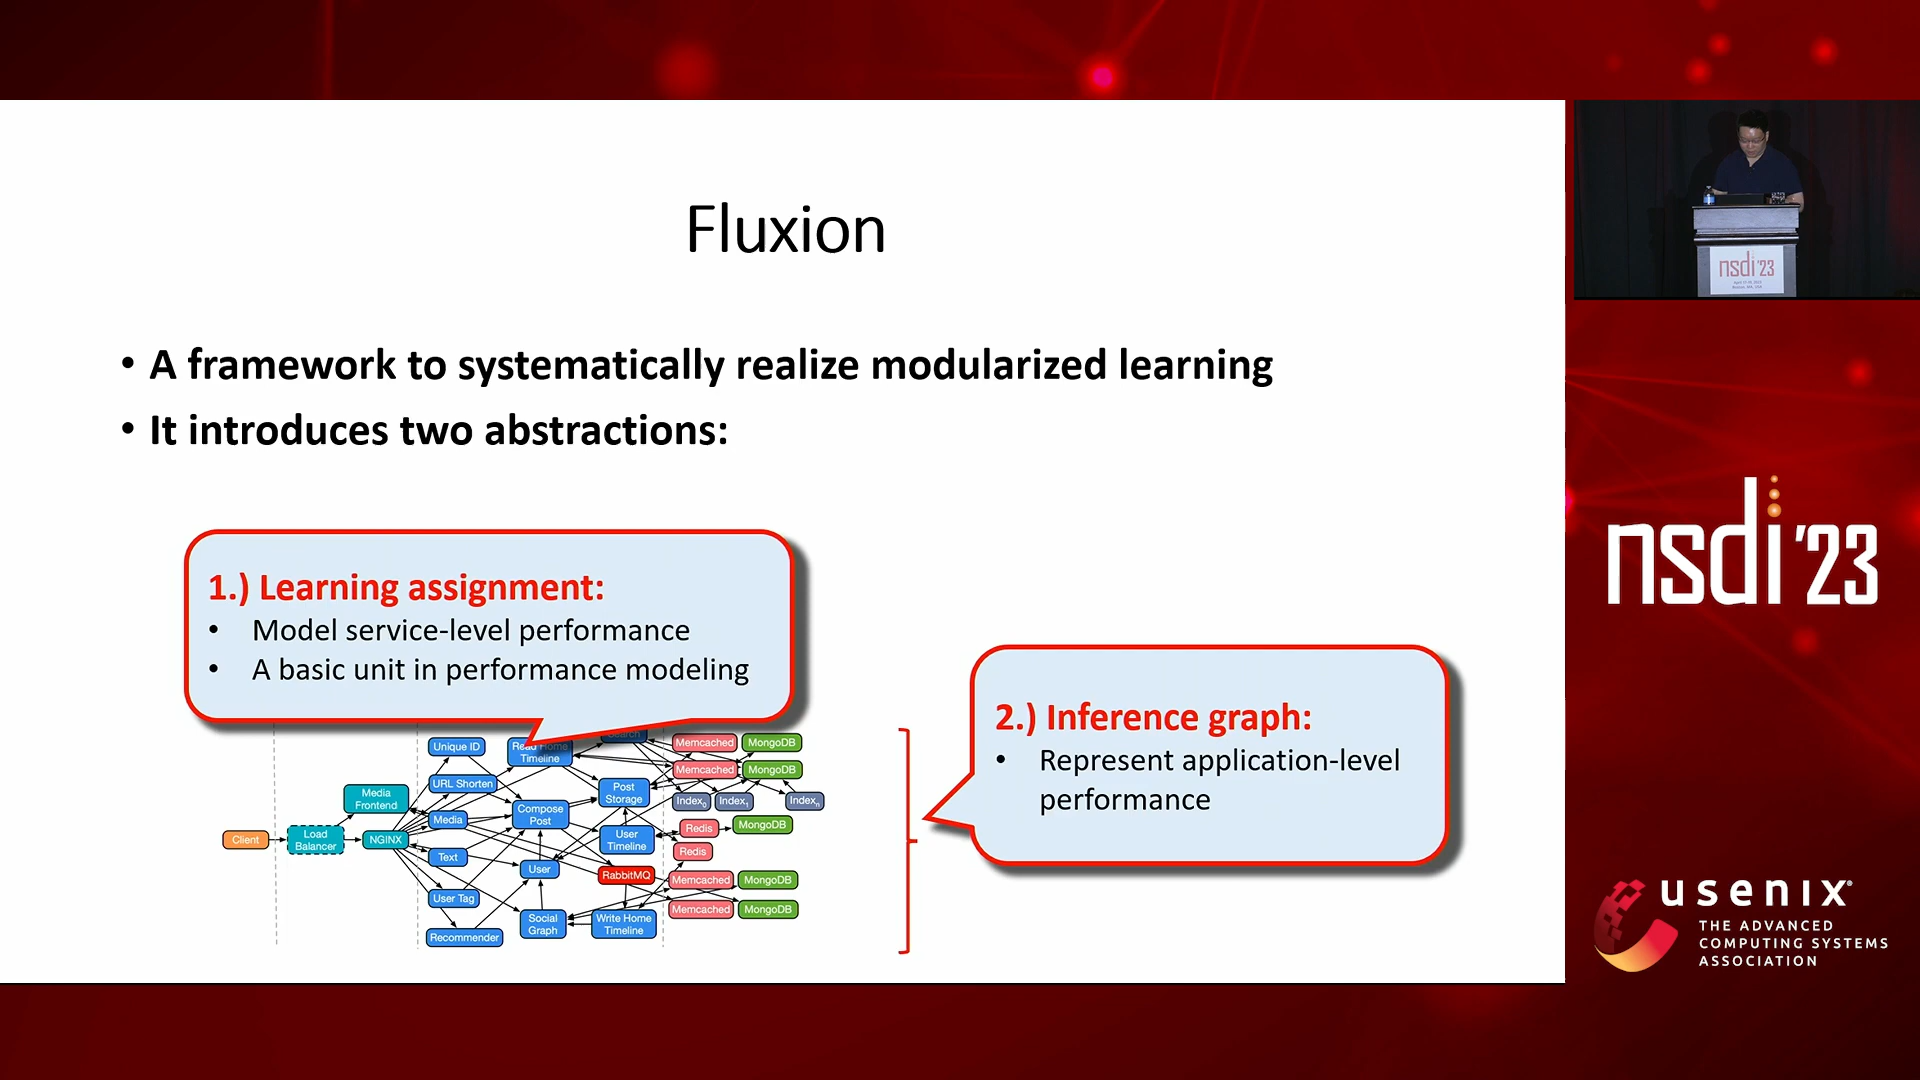 Fluxion
• A framework to systematically realize modularized learning
• It introduces two abstractions:
1.) Learning assignment:
• Model service-level performance
• A basic unit in performance modeling
2.) Inference graph:
• Represent application-level
performance
Client
Load
Balancer
Media
Frontend
NGINX
Unique ID
URL Shorten
Media
Text
User Tag
Recommender
Read Home
Timeline
Compose
Post
User
Social
Graph
Search
Post
Storage
User
Timeline
RabbitMQ
Write Home
Timeline
Memcached
MongoDB
Memcached
MongoDB
Index0
Index1
Indexn
Redis
MongoDB
Redis
Memcached
MongoDB
Memcached
MongoDB
nsdi '23
nsdi '23
usenix
THE ADVANCED
COMPUTING SYSTEMS
ASSOCIATION